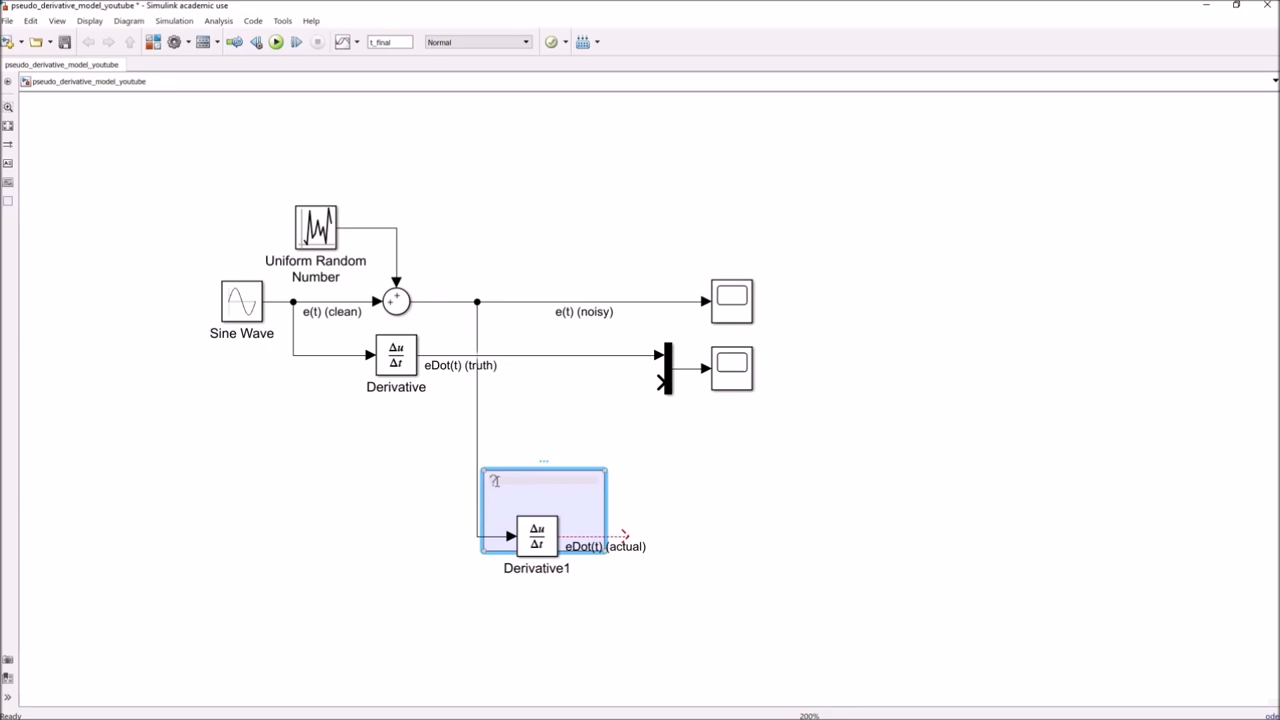 pseudo_derivative_model_youtube * - Simulink academic use
File Edit View Display Diagram Simulation Analysis Code Tools Help
t_final
Normal
pseudo_derivative_model_youtube
pseudo_derivative_model_youtube
Uniform Random
Number
e(t) (clean)
+
+
e(t) (noisy)
Sine Wave
Δu
Δt
eDot(t) (truth)
Derivative
?
Δu
Δt
eDot(t) (actual)
Derivative1
Ready
200%
ode